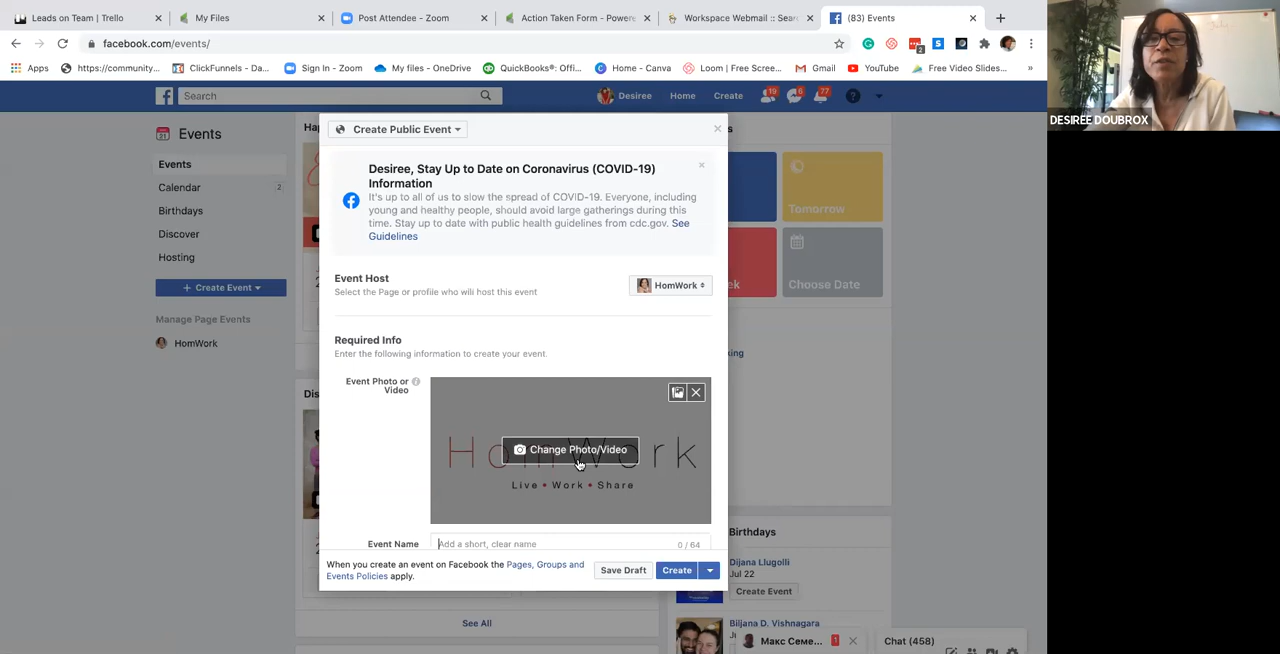 Leads on Team | Trello
My Files
Post Attendee - Zoom
Action Taken Form - Powere
Workspace Webmail :: Sear
(83) Events
facebook.com/events/
Apps
https://community...
ClickFunnels - Da...
Sign In - Zoom
My files - OneDrive
QuickBooks®: Offi...
Home - Canva
Loom | Free Scree...
Gmail
YouTube
Free Video Slides...
»
DESIREE DOUBROX
Search
Desiree
Home
Create
19
6
77
Events
Events
Calendar
2
Birthdays
Discover
Hosting
+ Create Event
Manage Page Events
HomWork
Create Public Event
Desiree, Stay Up to Date on Coronavirus (COVID-19)
Information
It's up to all of us to slow the spread of COVID-19. Everyone, including
young and healthy people, should avoid large gatherings during this
time. Stay up to date with public health guidelines from cdc.gov. See
Guidelines
Event Host
Select the Page or profile who will host this event
HomWork
Required Info
Enter the following information to create your event.
Event Photo or
Video
HomWork
Change Photo/Video
Live • Work • Share
Event Name
Add a short, clear name
0 / 64
When you create an event on Facebook the Pages, Groups and
Events Policies apply.
Save Draft
Create
Tomorrow
Choose Date
See All
Birthdays
Dijana Llugolli
Jul 22
Create Event
Biljana D. Vishnagara
Макс Семе...
1
Chat (458)